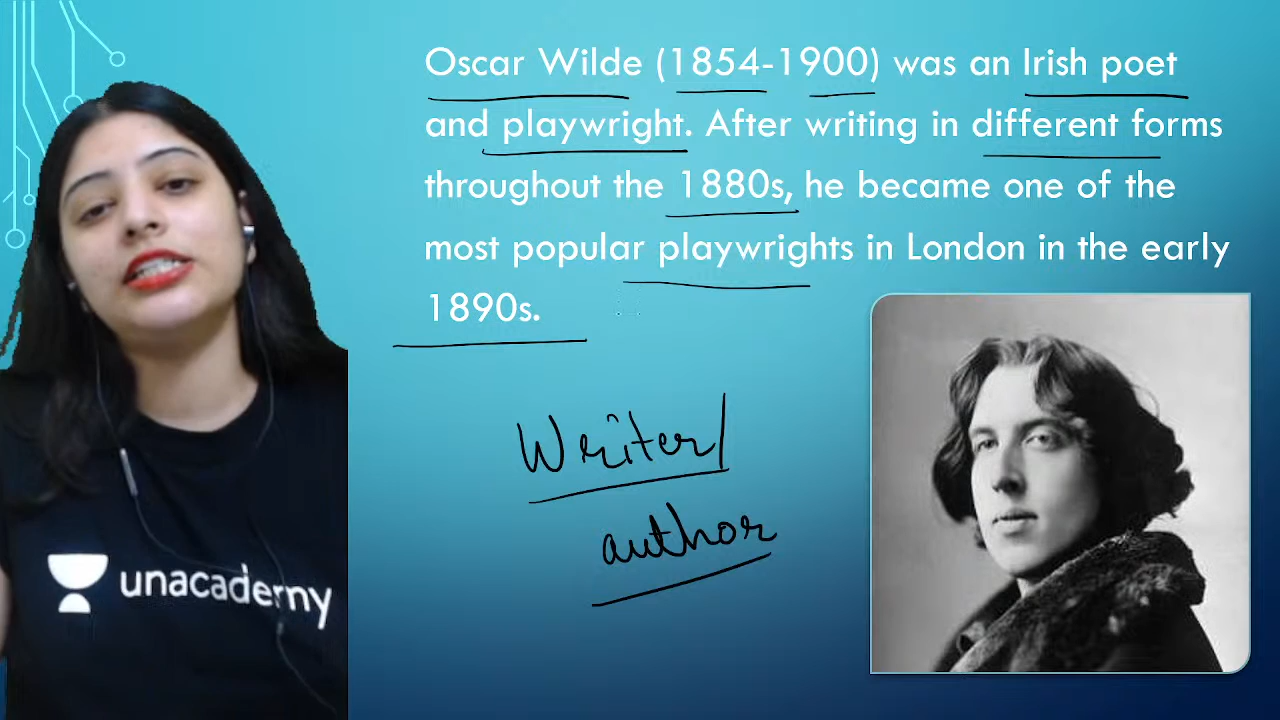 Oscar Wilde (1854-1900) was an Irish poet
and playwright. After writing in different forms
throughout the 1880s, he became one of the
most popular playwrights in London in the early
1890s.
Writer/
author
unacademy